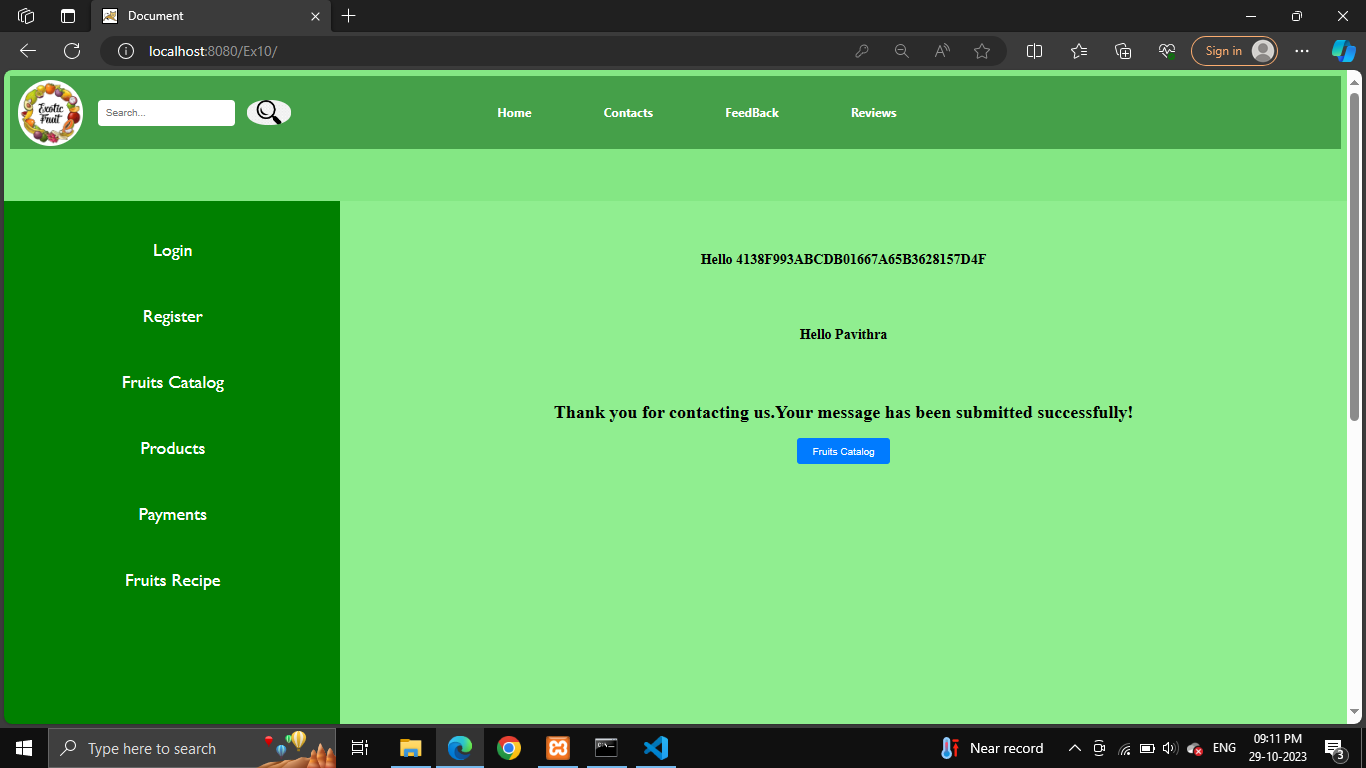 Document
localhost:8080/Ex10/
Sign in
Exotic
Fruit
Search...
Home
Contacts
FeedBack
Reviews
Login
Register
Fruits Catalog
Products
Payments
Fruits Recipe
Hello 4138F993ABCDB01667A65B3628157D4F
Hello Pavithra
Thank you for contacting us.Your message has been submitted successfully!
Fruits Catalog
Type here to search
Near record
ENG
09:11 PM
29-10-2023
3